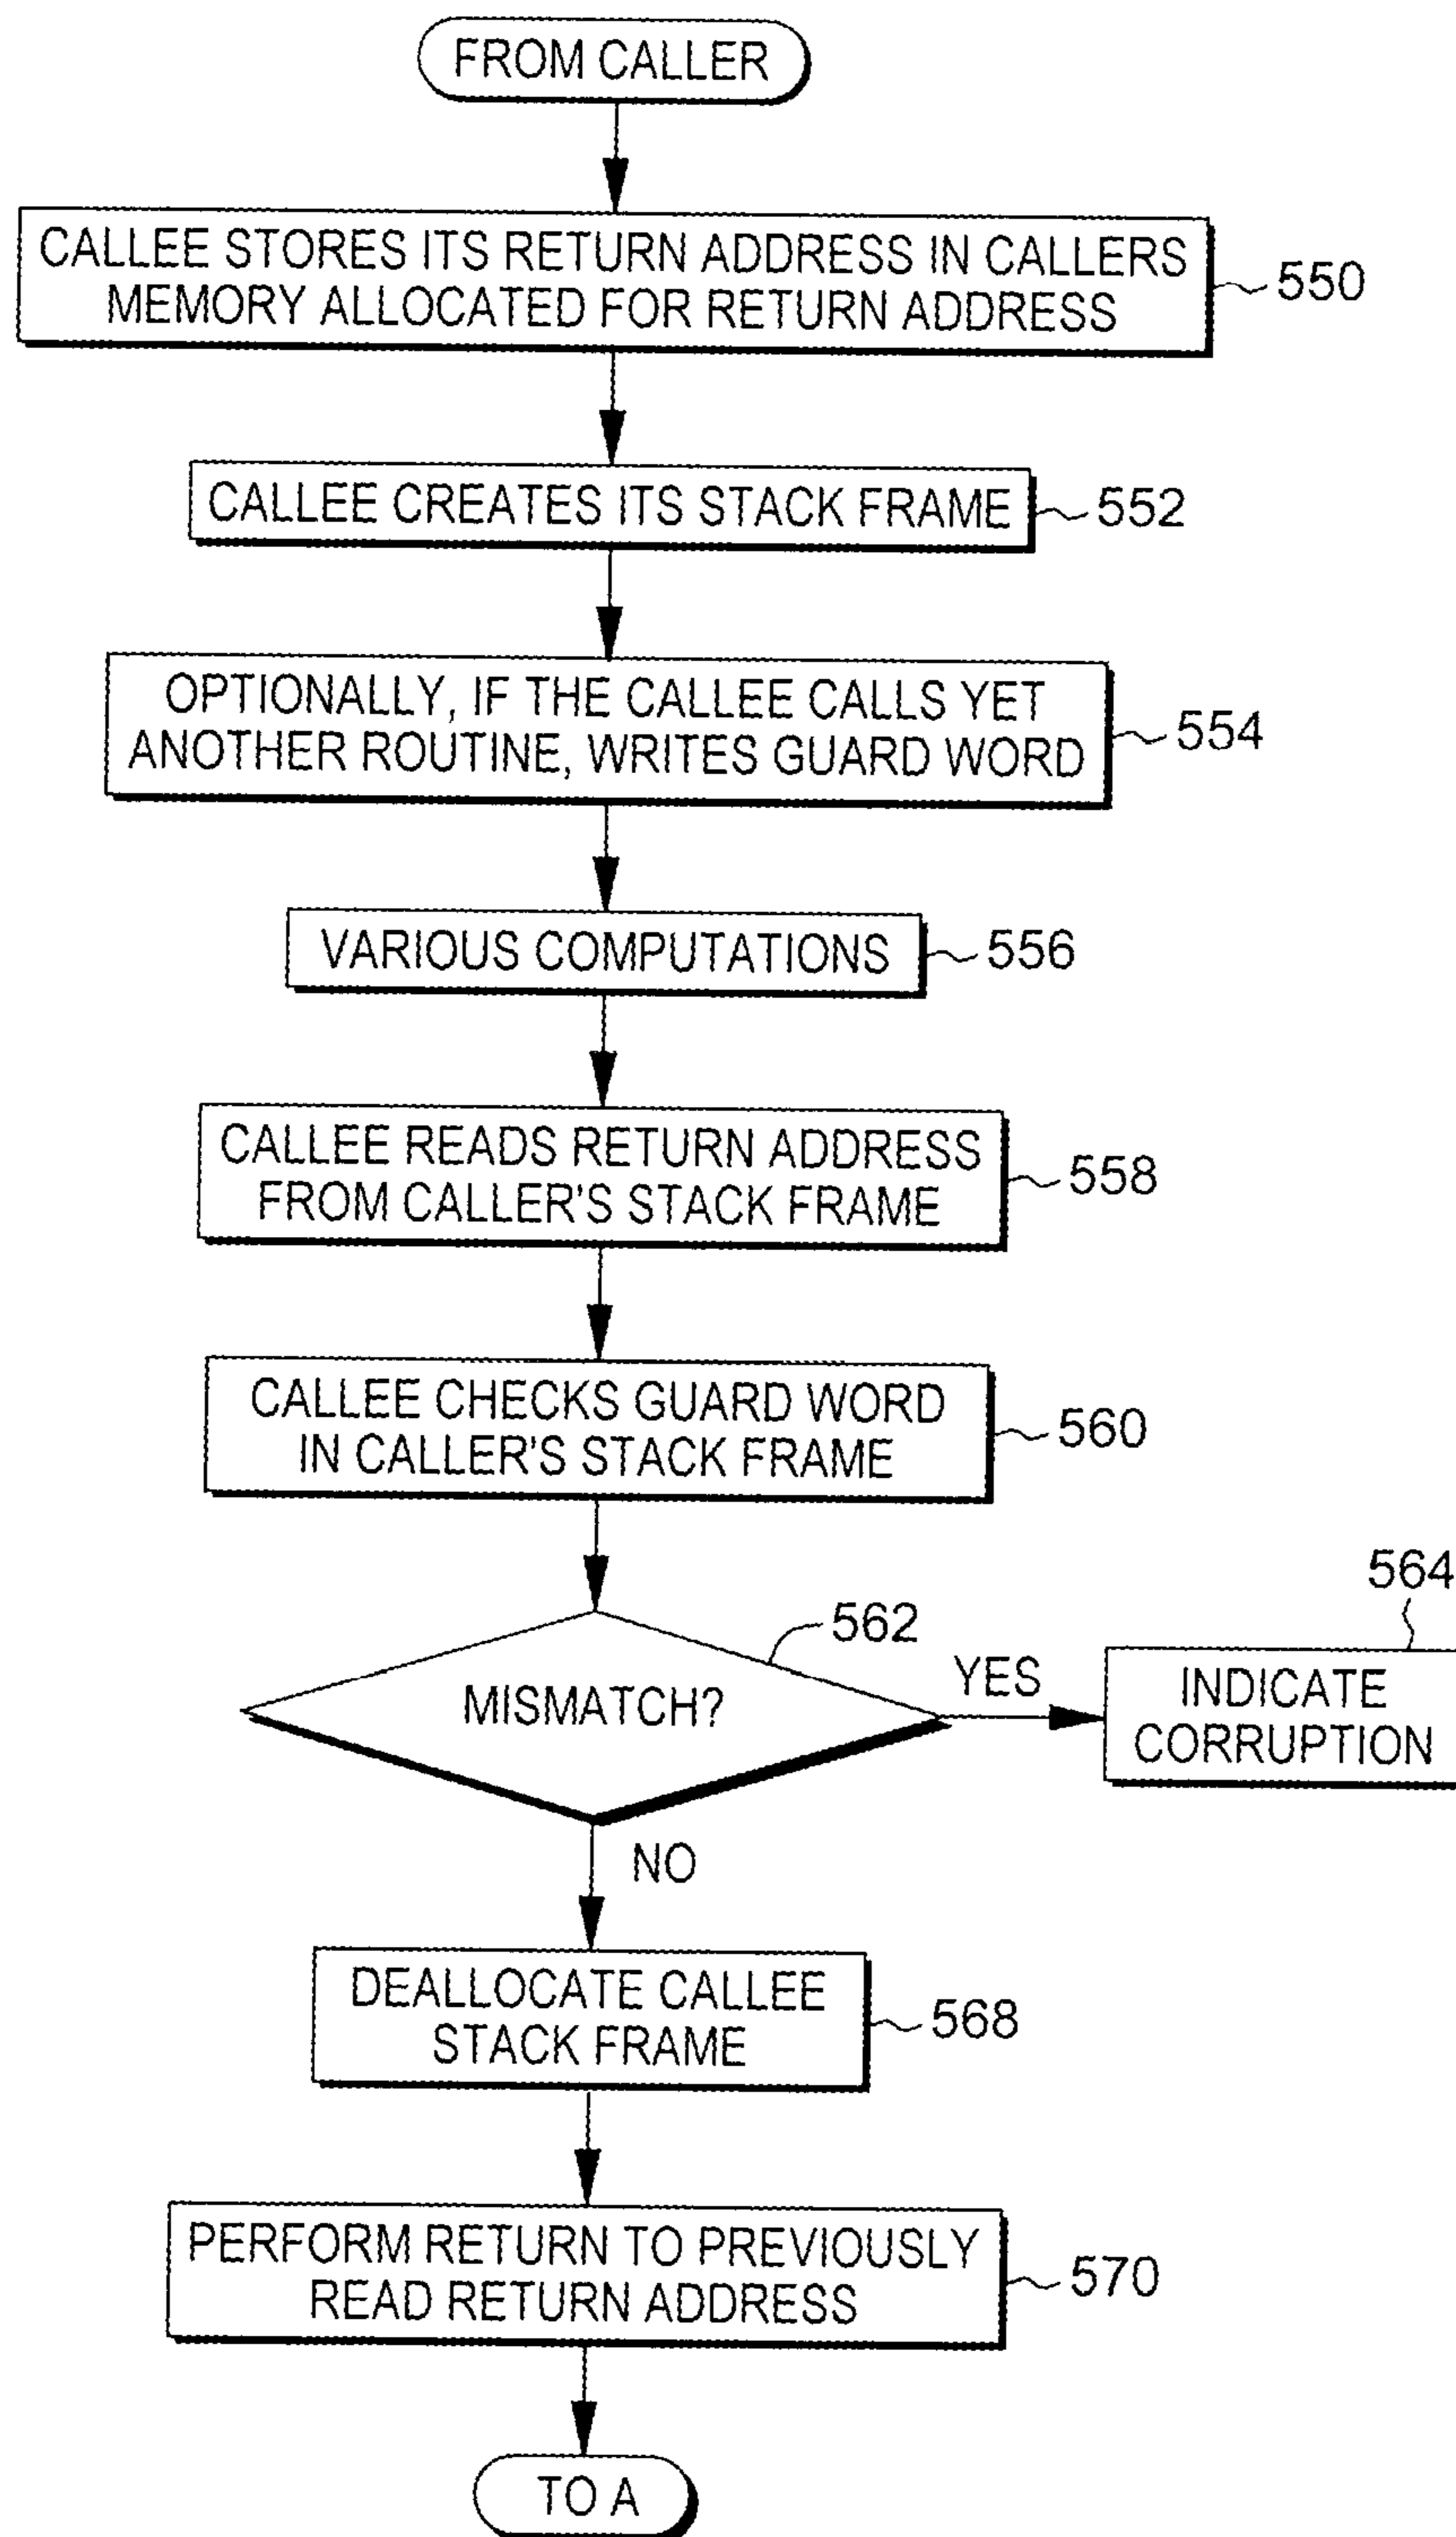 FROM CALLER
CALLEE STORES ITS RETURN ADDRESS IN CALLERS
MEMORY ALLOCATED FOR RETURN ADDRESS
550
CALLEE CREATES ITS STACK FRAME
552
OPTIONALLY, IF THE CALLEE CALLS YET
ANOTHER ROUTINE, WRITES GUARD WORD
554
VARIOUS COMPUTATIONS
556
CALLEE READS RETURN ADDRESS
FROM CALLER'S STACK FRAME
558
CALLEE CHECKS GUARD WORD
IN CALLER'S STACK FRAME
560
562
MISMATCH?
YES
564
INDICATE
CORRUPTION
NO
DEALLOCATE CALLEE
STACK FRAME
568
PERFORM RETURN TO PREVIOUSLY
READ RETURN ADDRESS
570
TO A